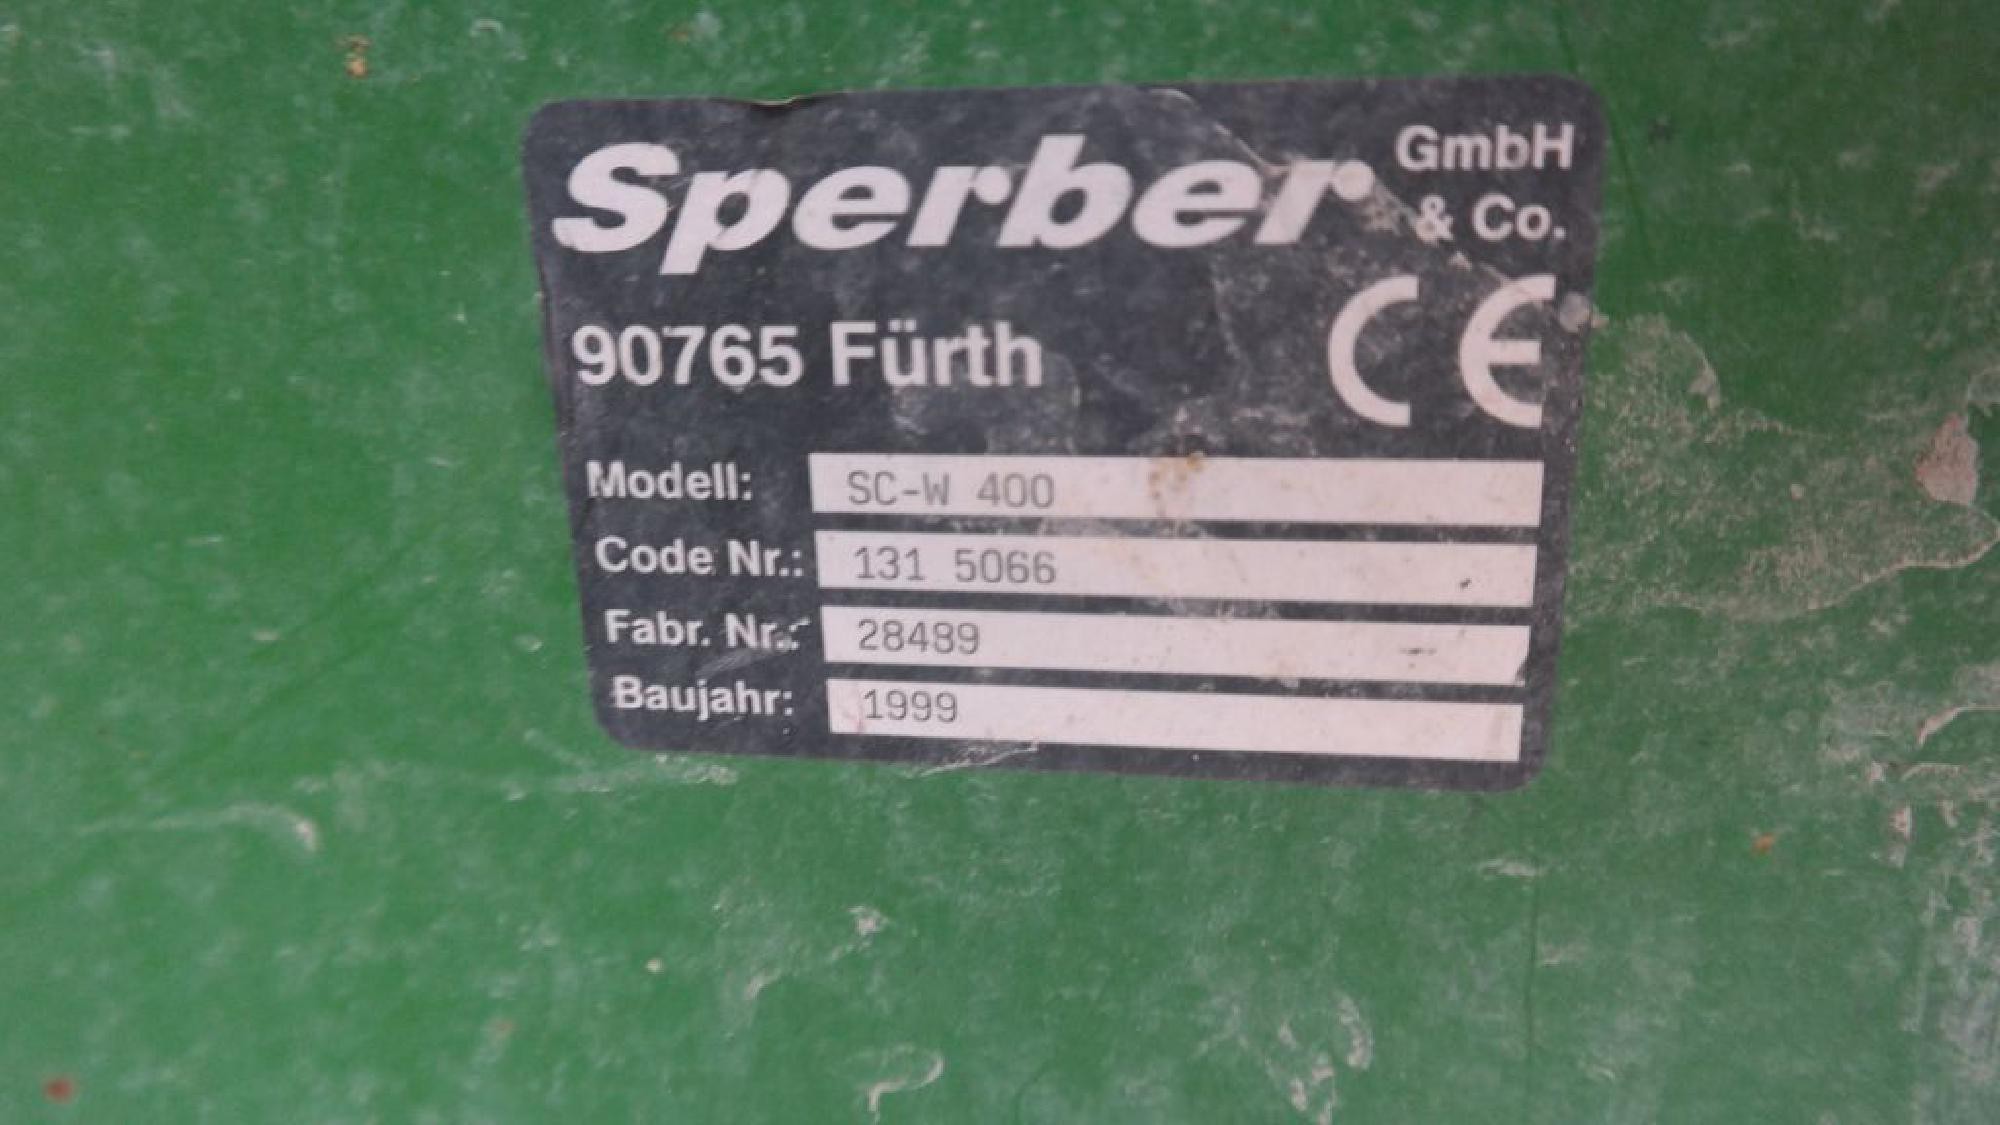 Sperber GmbH
& Co.
90765 Fürth CE
Modell: SC-W 400
Code Nr.: 131 5066
Fabr. Nr.: 28489
Baujahr: 1999